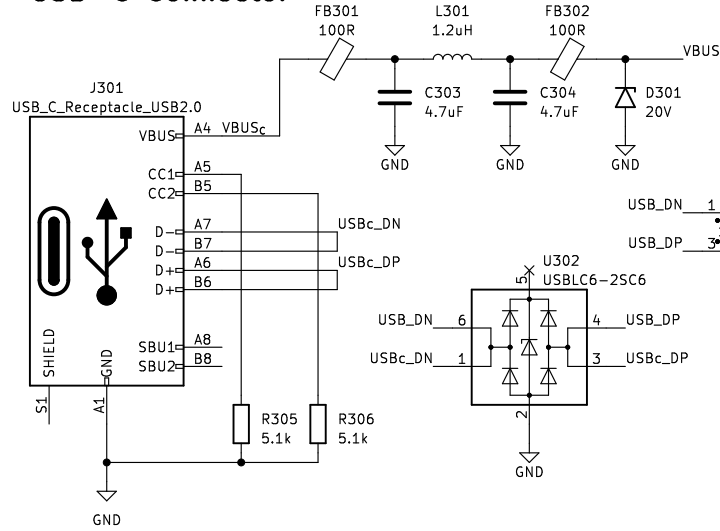 USB-C Connector
FB301
100R
L301
1.2uH
FB302
100R
VBUS
J301
USB_C_Receptacle_USB2.0
C303
4.7uF
C304
4.7uF
D301
20V
GND
GND
GND
VBUS
A4
VBUSc
CC1
A5
CC2
B5
D-
A7
USBc_DN
D-
B7
D+
A6
USBc_DP
D+
B6
SBU1
A8
SBU2
B8
SHIELD
GND
S1
A1
R305
5.1k
R306
5.1k
GND
USB_DN
1
USB_DP
3
U302
USBLC6-2SC6
5
USB_DN
6
4
USB_DP
USBc_DN
1
3
USBc_DP
2
GND